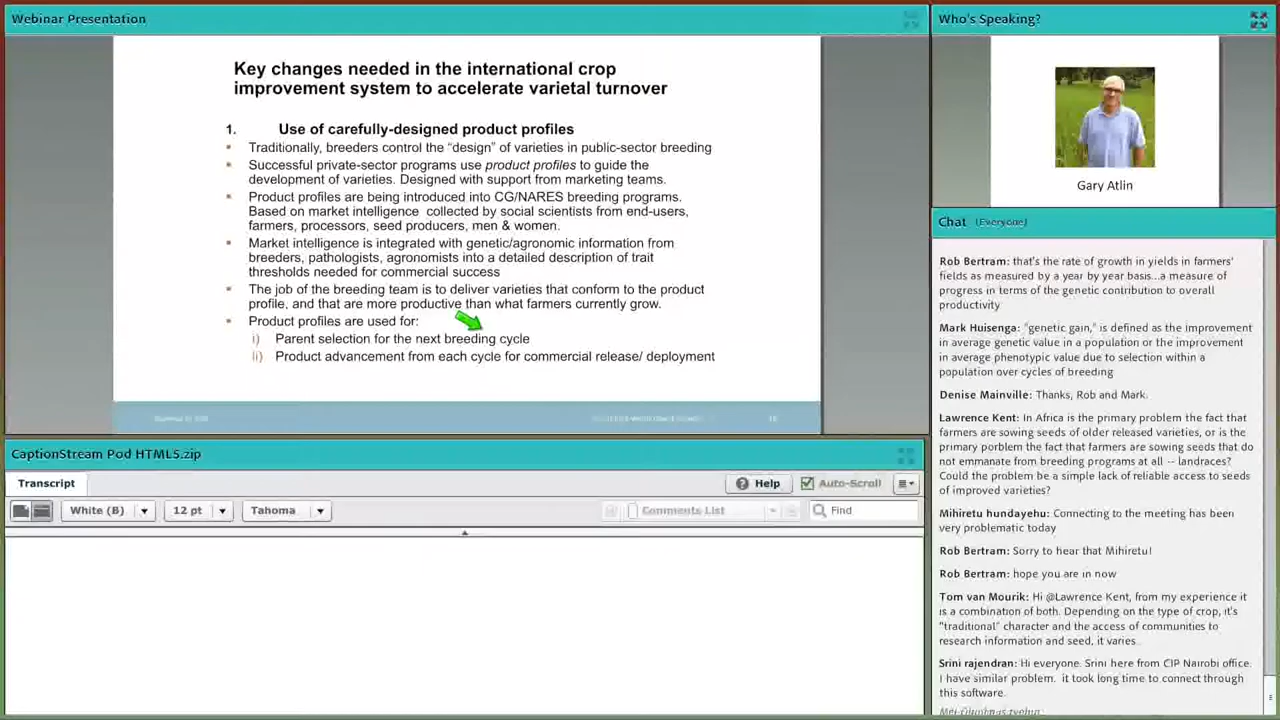 Webinar Presentation
Key changes needed in the international crop
improvement system to accelerate varietal turnover
1. Use of carefully-designed product profiles
Traditionally, breeders control the “design” of varieties in public-sector breeding
Successful private-sector programs use product profiles to guide the
development of varieties. Designed with support from marketing teams.
Product profiles are being introduced into CG/NARES breeding programs.
Based on market intelligence collected by social scientists from end-users,
farmers, processors, seed producers, men & women.
Market intelligence is integrated with genetic/agronomic information from
breeders, pathologists, agronomists into a detailed description of trait
thresholds needed for commercial success
The job of the breeding team is to deliver varieties that conform to the product
profile, and that are more productive than what farmers currently grow.
Product profiles are used for:
i) Parent selection for the next breeding cycle
ii) Product advancement from each cycle for commercial release/ deployment
CaptionStream Pod HTML5.zip
Transcript
Help
Auto-Scroll
White (B)
12 pt
Tahoma
Comments List
Find
Who's Speaking?
Gary Atlin
Chat (Everyone)
Rob Bertram: that's the rate of growth in yields in farmers'
fields as measured by a year by year basis...a measure of
progress in terms of the genetic contribution to overall
productivity
Mark Huisenga: "genetic gain," is defined as the improvement
in average genetic value in a population or the improvement
in average phenotypic value due to selection within a
population over cycles of breeding
Denise Mainville: Thanks, Rob and Mark.
Lawrence Kent: In Africa is the primary problem the fact that
farmers are sowing seeds of older released varieties, or is the
primary porblem the fact that farmers are sowing seeds that do
not emmanate from breeding programs at all -- landraces?
Could the problem be a simple lack of reliable access to seeds
of improved varieties?
Mihiretu hundayehu: Connecting to the meeting has been
very problematic today
Rob Bertram: Sorry to hear that Mihiretu!
Rob Bertram: hope you are in now
Tom van Mourik: Hi @Lawrence Kent, from my experience it
is a combination of both. Depending on the type of crop, it's
"traditional" character and the access of communities to
research information and seed, it varies.
Srini rajendran: Hi everyone. Srini here from CIP Nairobi office.
I have similar problem. it took long time to connect through
this software.